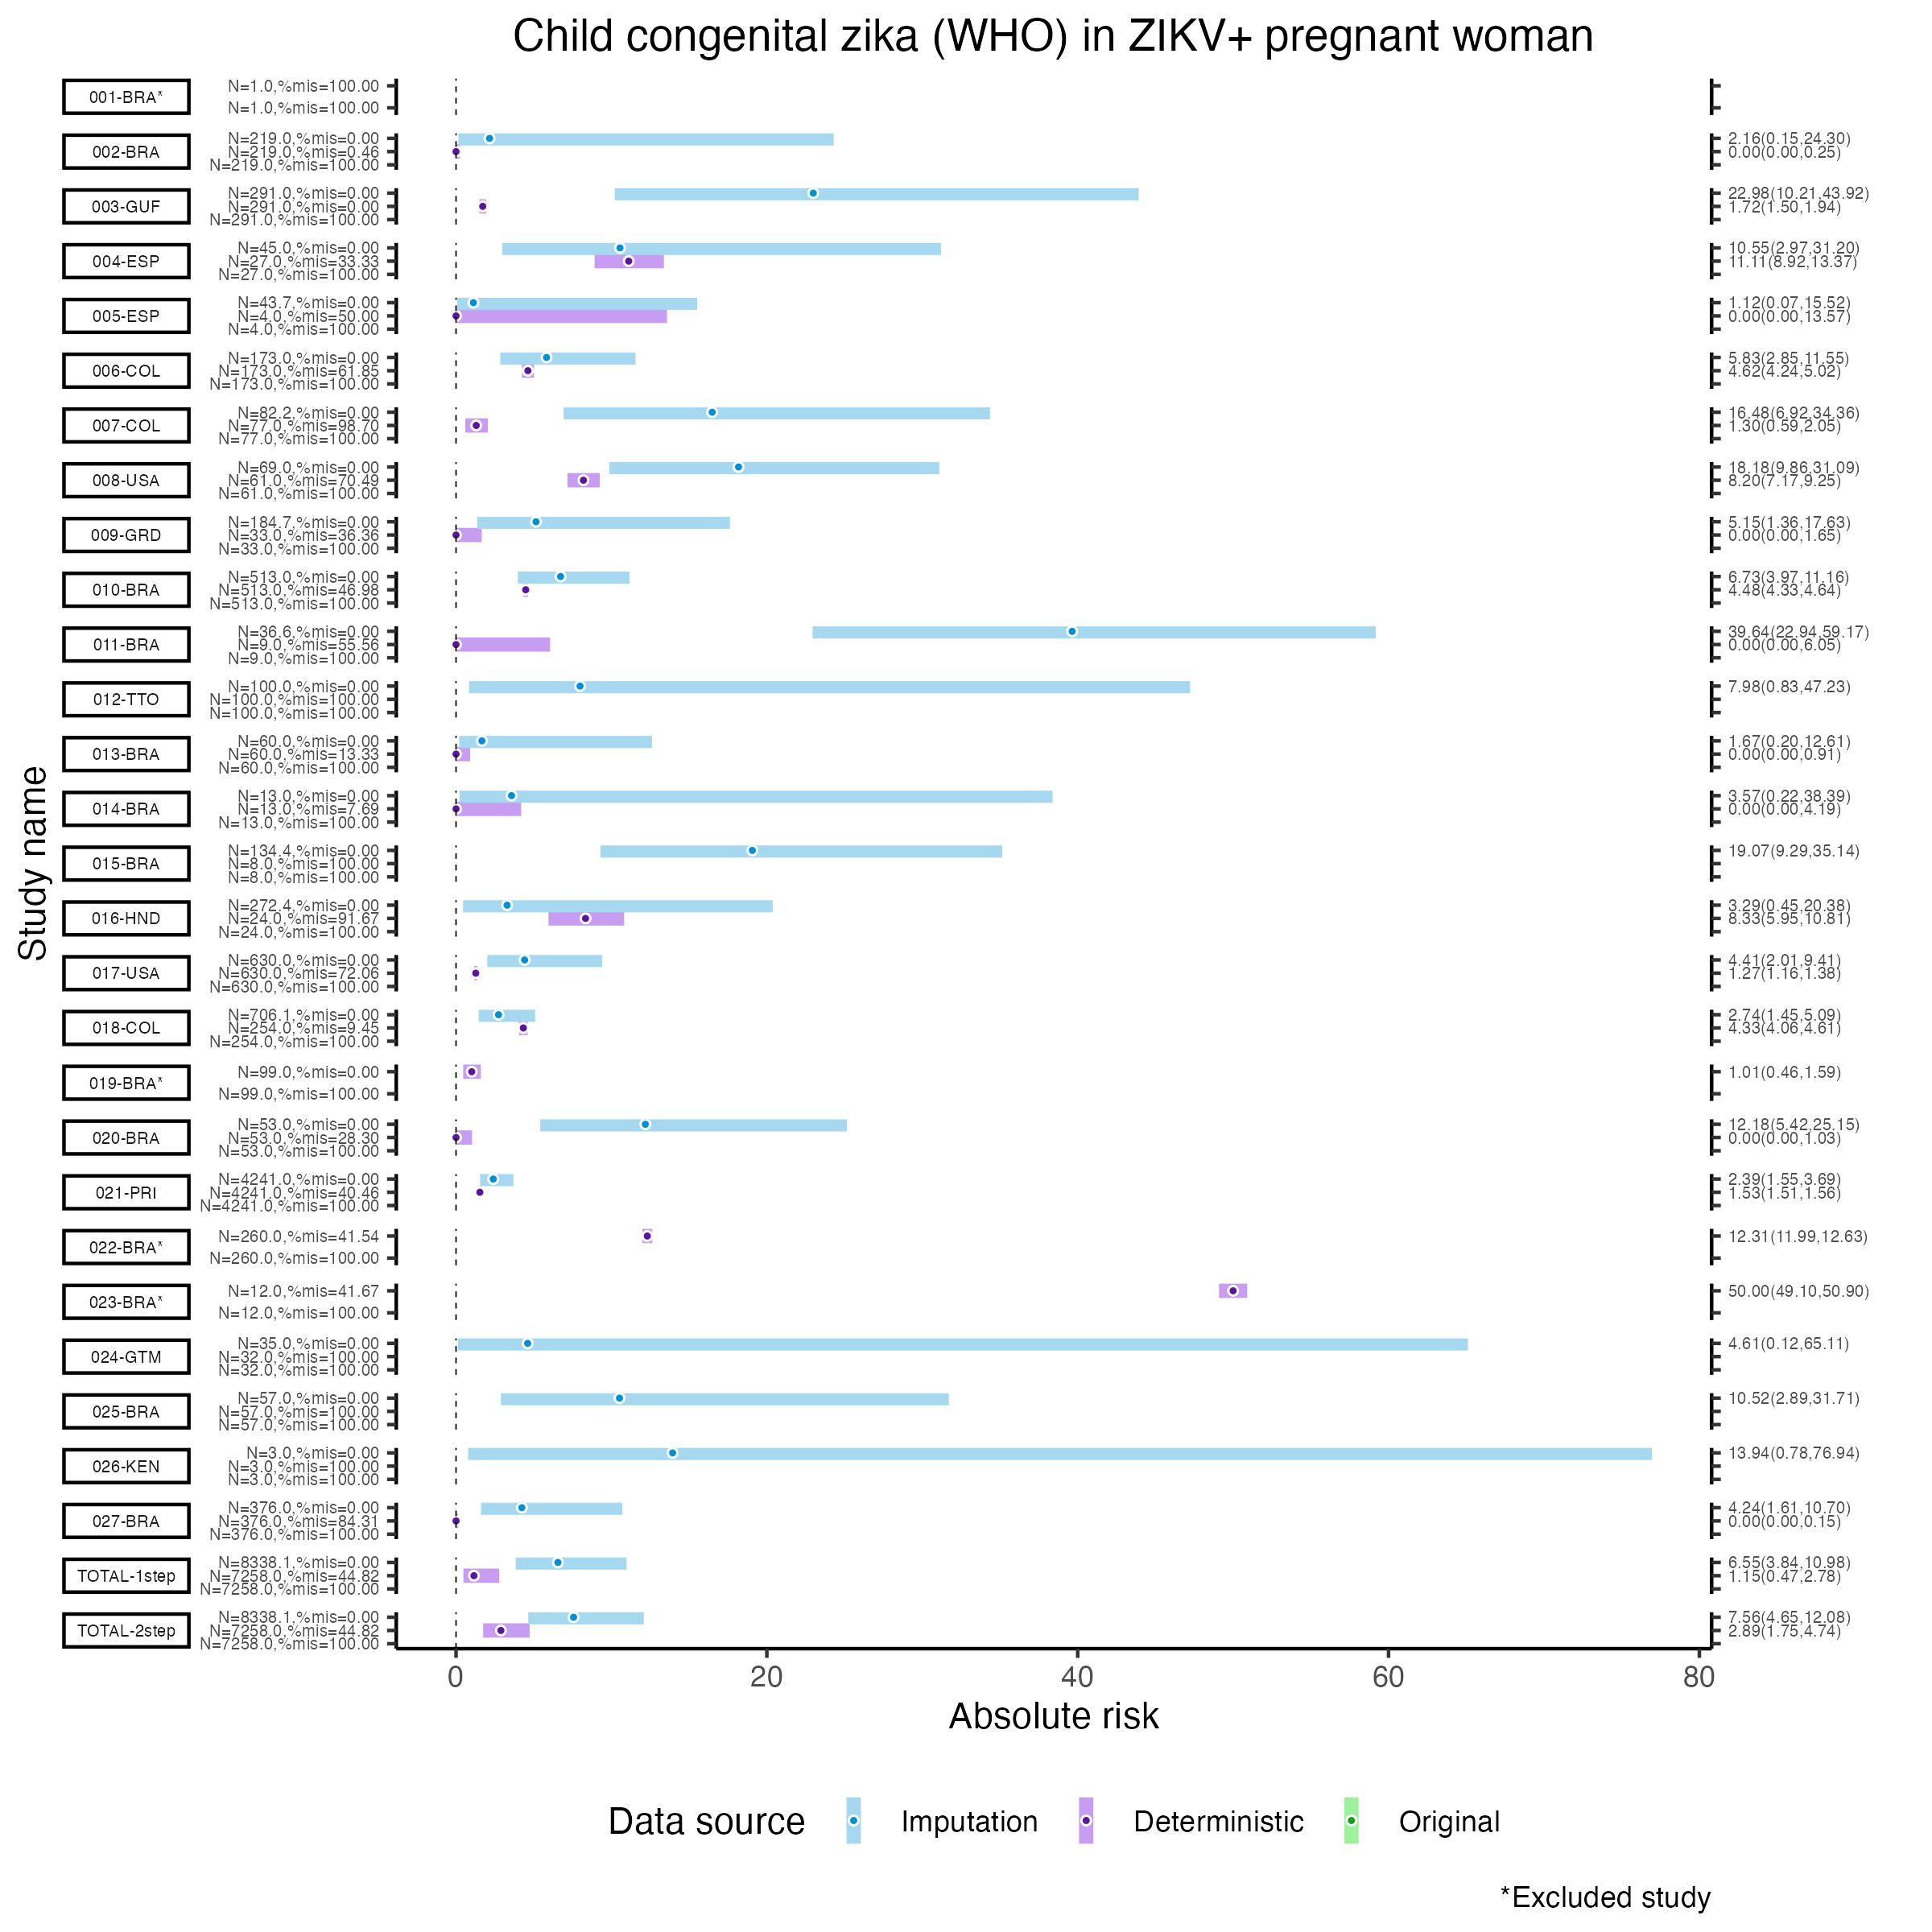 Child congenital zika (WHO) in ZIKV+ pregnant woman
Study name
001-BRA*
N=1.0,%mis=100.00
N=1.0,%mis=100.00
002-BRA
N=219.0,%mis=0.00 2.16(0.15,24.30)
N=219.0,%mis=0.46 0.00(0.00,0.25)
N=219.0,%mis=100.00
003-GUF
N=291.0,%mis=0.00 22.98(10.21,43.92)
N=291.0,%mis=0.00 1.72(1.50,1.94)
N=291.0,%mis=100.00
004-ESP
N=45.0,%mis=0.00 10.55(2.97,31.20)
N=27.0,%mis=33.33 11.11(8.92,13.37)
N=27.0,%mis=100.00
005-ESP
N=43.7,%mis=0.00 1.12(0.07,15.52)
N=4.0,%mis=50.00 0.00(0.00,13.57)
N=4.0,%mis=100.00
006-COL
N=173.0,%mis=0.00 5.83(2.85,11.55)
N=173.0,%mis=61.85 4.62(4.24,5.02)
N=173.0,%mis=100.00
007-COL
N=82.2,%mis=0.00 16.48(6.92,34.36)
N=77.0,%mis=98.70 1.30(0.59,2.05)
N=77.0,%mis=100.00
008-USA
N=69.0,%mis=0.00 18.18(9.86,31.09)
N=61.0,%mis=70.49 8.20(7.17,9.25)
N=61.0,%mis=100.00
009-GRD
N=184.7,%mis=0.00 5.15(1.36,17.63)
N=33.0,%mis=36.36 0.00(0.00,1.65)
N=33.0,%mis=100.00
010-BRA
N=513.0,%mis=0.00 6.73(3.97,11.16)
N=513.0,%mis=46.98 4.48(4.33,4.64)
N=513.0,%mis=100.00
011-BRA
N=36.6,%mis=0.00 39.64(22.94,59.17)
N=9.0,%mis=55.56 0.00(0.00,6.05)
N=9.0,%mis=100.00
012-TTO
N=100.0,%mis=0.00 7.98(0.83,47.23)
N=100.0,%mis=100.00
N=100.0,%mis=100.00
013-BRA
N=60.0,%mis=0.00 1.67(0.20,12.61)
N=60.0,%mis=13.33 0.00(0.00,0.91)
N=60.0,%mis=100.00
014-BRA
N=13.0,%mis=0.00 3.57(0.22,38.39)
N=13.0,%mis=7.69 0.00(0.00,4.19)
N=13.0,%mis=100.00
015-BRA
N=134.4,%mis=0.00 19.07(9.29,35.14)
N=8.0,%mis=100.00
N=8.0,%mis=100.00
016-HND
N=272.4,%mis=0.00 3.29(0.45,20.38)
N=24.0,%mis=91.67 8.33(5.95,10.81)
N=24.0,%mis=100.00
017-USA
N=630.0,%mis=0.00 4.41(2.01,9.41)
N=630.0,%mis=72.06 1.27(1.16,1.38)
N=630.0,%mis=100.00
018-COL
N=706.1,%mis=0.00 2.74(1.45,5.09)
N=254.0,%mis=9.45 4.33(4.06,4.61)
N=254.0,%mis=100.00
019-BRA*
N=99.0,%mis=0.00 1.01(0.46,1.59)
N=99.0,%mis=100.00
020-BRA
N=53.0,%mis=0.00 12.18(5.42,25.15)
N=53.0,%mis=28.30 0.00(0.00,1.03)
N=53.0,%mis=100.00
021-PRI
N=4241.0,%mis=0.00 2.39(1.55,3.69)
N=4241.0,%mis=40.46 1.53(1.51,1.56)
N=4241.0,%mis=100.00
022-BRA*
N=260.0,%mis=41.54 12.31(11.99,12.63)
N=260.0,%mis=100.00
023-BRA*
N=12.0,%mis=41.67 50.00(49.10,50.90)
N=12.0,%mis=100.00
024-GTM
N=35.0,%mis=0.00 4.61(0.12,65.11)
N=32.0,%mis=100.00
N=32.0,%mis=100.00
025-BRA
N=57.0,%mis=0.00 10.52(2.89,31.71)
N=57.0,%mis=100.00
N=57.0,%mis=100.00
026-KEN
N=3.0,%mis=0.00 13.94(0.78,76.94)
N=3.0,%mis=100.00
N=3.0,%mis=100.00
027-BRA
N=376.0,%mis=0.00 4.24(1.61,10.70)
N=376.0,%mis=84.31 0.00(0.00,0.15)
N=376.0,%mis=100.00
TOTAL-1step
N=8338.1,%mis=0.00 6.55(3.84,10.98)
N=7258.0,%mis=44.82 1.15(0.47,2.78)
N=7258.0,%mis=100.00
TOTAL-2step
N=8338.1,%mis=0.00 7.56(4.65,12.08)
N=7258.0,%mis=44.82 2.89(1.75,4.74)
N=7258.0,%mis=100.00
0 20 40 60 80
Absolute risk
Data source Imputation Deterministic Original
*Excluded study